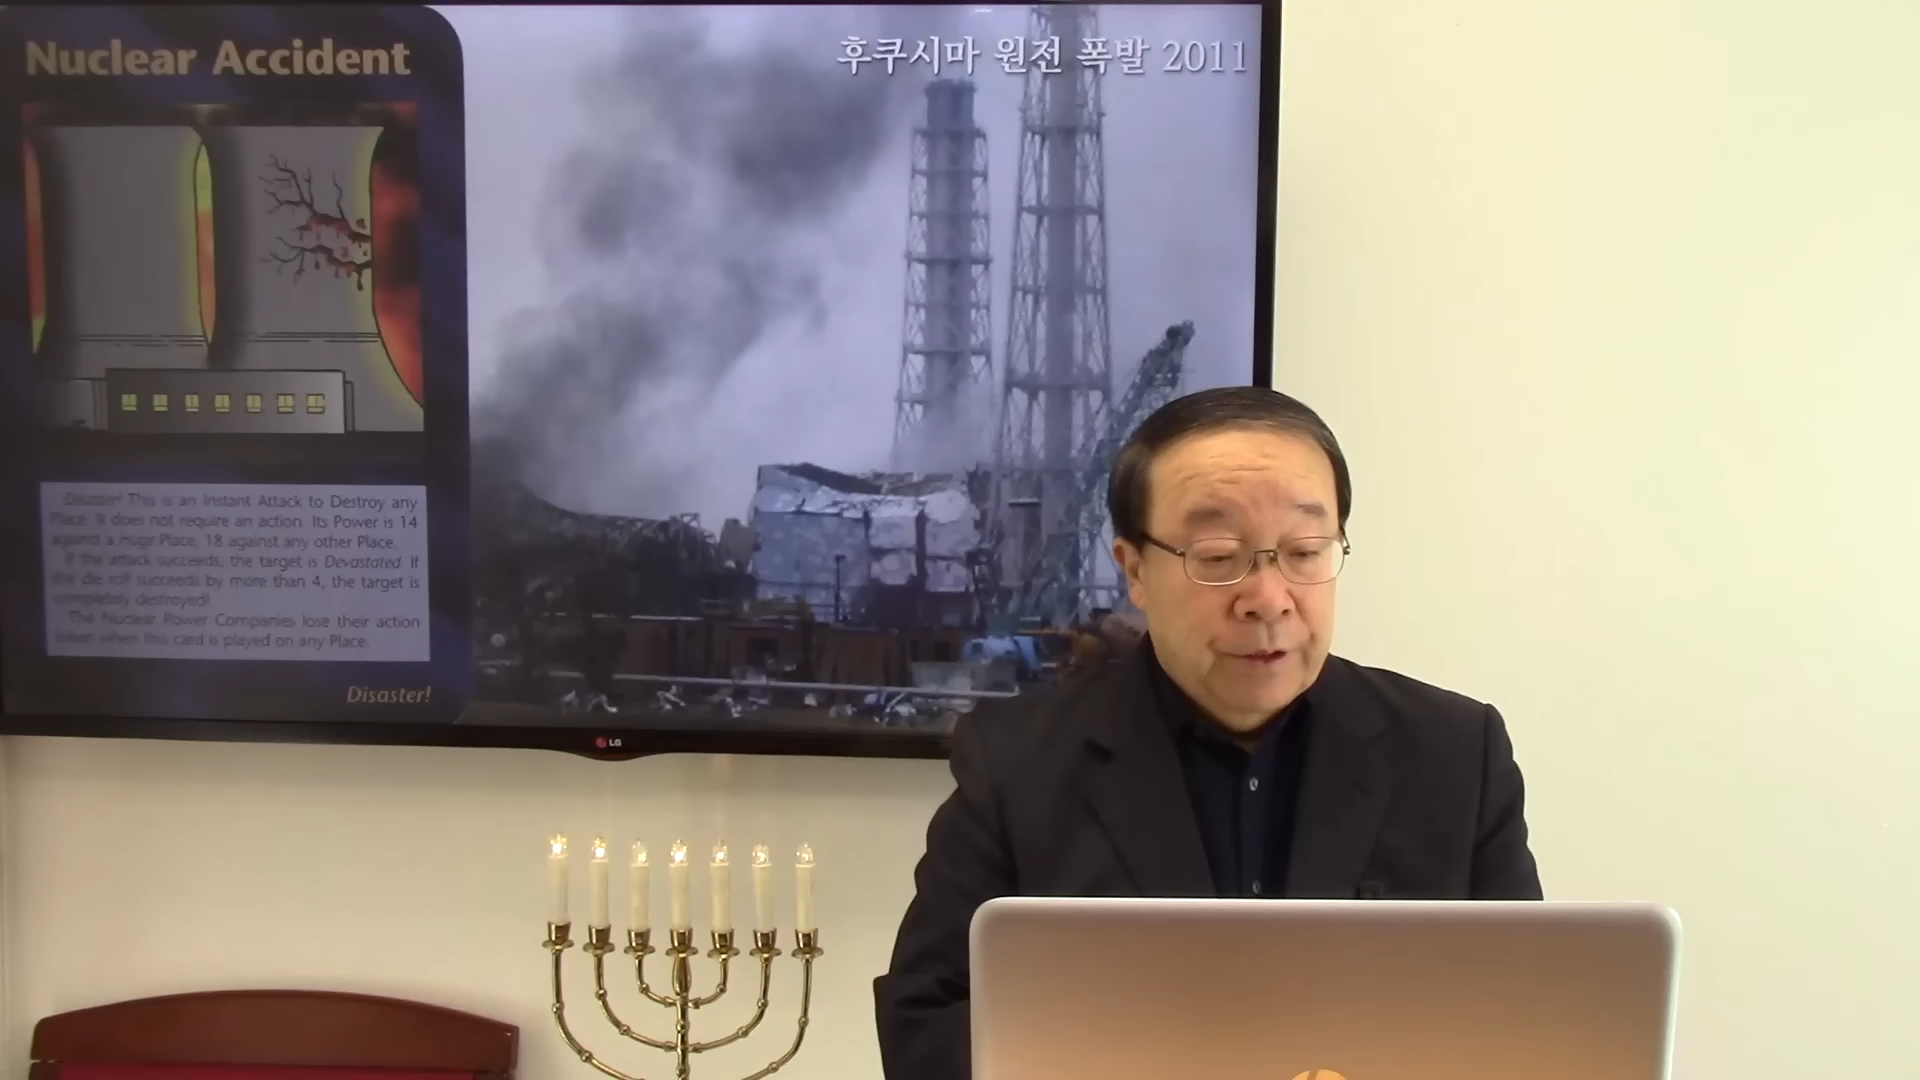 Nuclear Accident
후쿠시마 원전 폭발 2011
Disaster! This is an Instant Attack to Destroy any
Place. It does not require an action. Its Power is 14
against a Huge Place, 18 against any other Place.
If the attack succeeds, the target is Devastated. If
the die roll succeeds by more than 4, the target is
completely destroyed!
The Nuclear Power Companies lose their action
token when this card is played on any Place.
Disaster!
LG